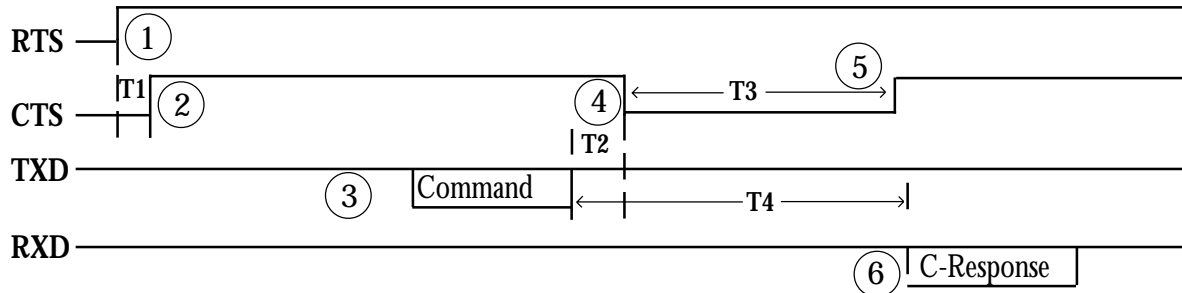 RTS 1
T1 2 4 T3 5
CTS
T2
TXD
3 Command T4
RXD
6 C-Response